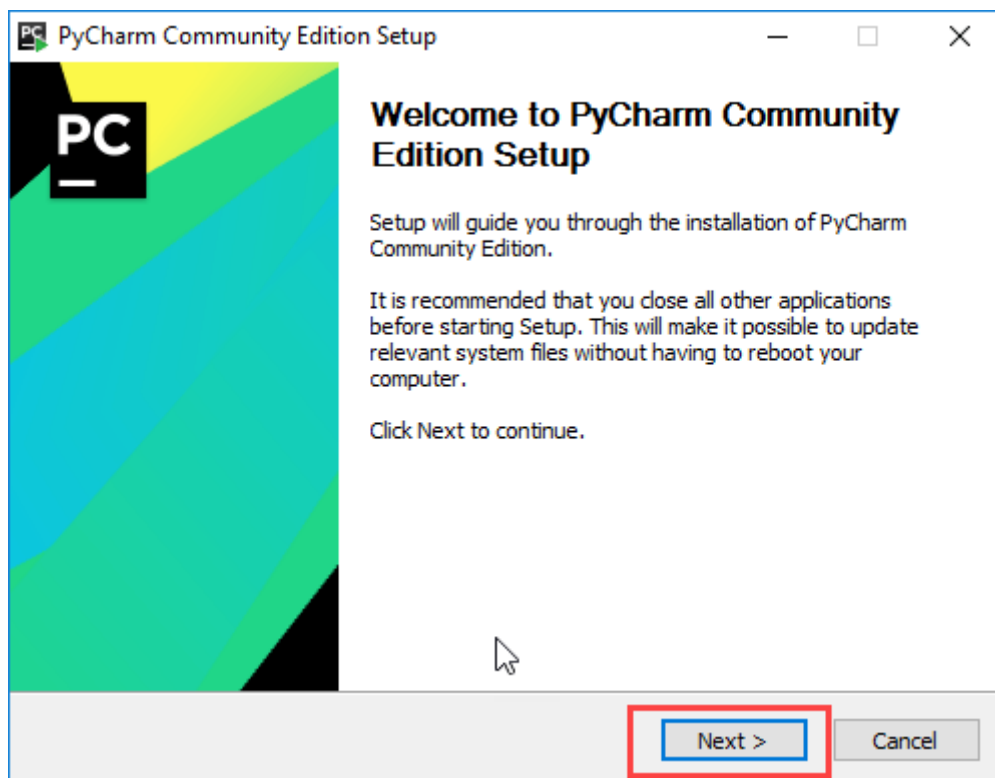 PyCharm Community Edition Setup
PC
Welcome to PyCharm Community
Edition Setup
Setup will guide you through the installation of PyCharm
Community Edition.
It is recommended that you close all other applications
before starting Setup. This will make it possible to update
relevant system files without having to reboot your
computer.
Click Next to continue.
Next >
Cancel